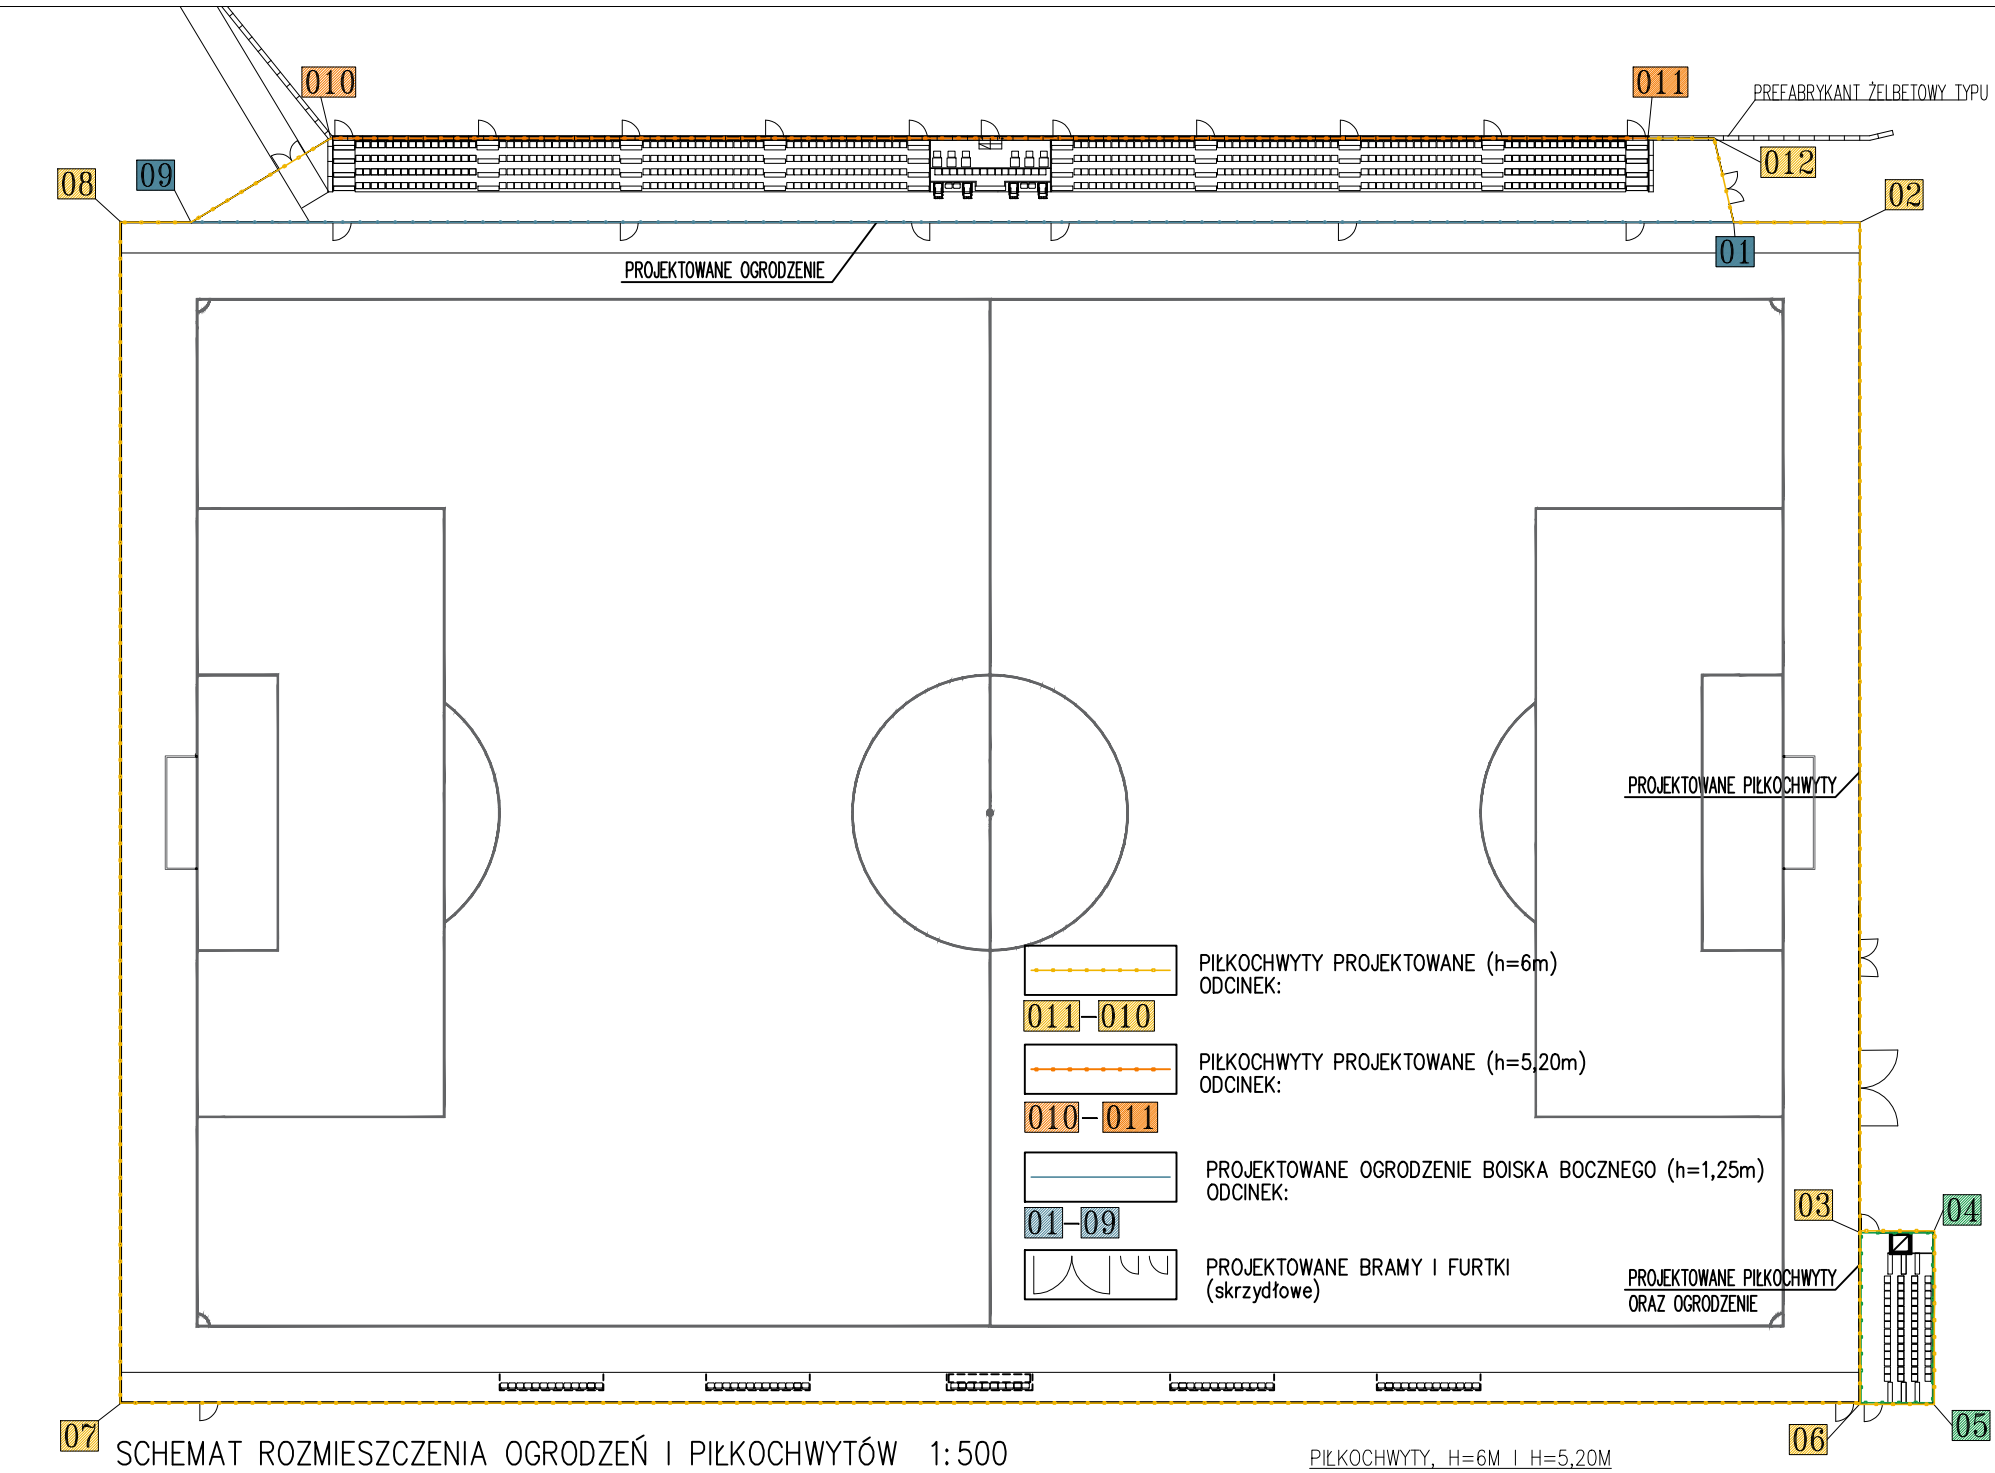 010
011
PREFABRYKANT ŻELBETOWY TYPU
012
08
09
02
01
PROJEKTOWANE OGRODZENIE
PROJEKTOWANE PIŁKOCHWYTY
PIŁKOCHWYTY PROJEKTOWANE (h=6m)
ODCINEK:
011-010
PIŁKOCHWYTY PROJEKTOWANE (h=5,20m)
ODCINEK:
010-011
PROJEKTOWANE OGRODZENIE BOISKA BOCZNEGO (h=1,25m)
ODCINEK:
01-09
PROJEKTOWANE BRAMY I FURTKI
(skrzydłowe)
03
04
PROJEKTOWANE PIŁKOCHWYTY
ORAZ OGRODZENIE
07
06
05
SCHEMAT ROZMIESZCZENIA OGRODZEŃ I PIŁKOCHWYTÓW 1:500
PIŁKOCHWYTY, H=6M I H=5,20M